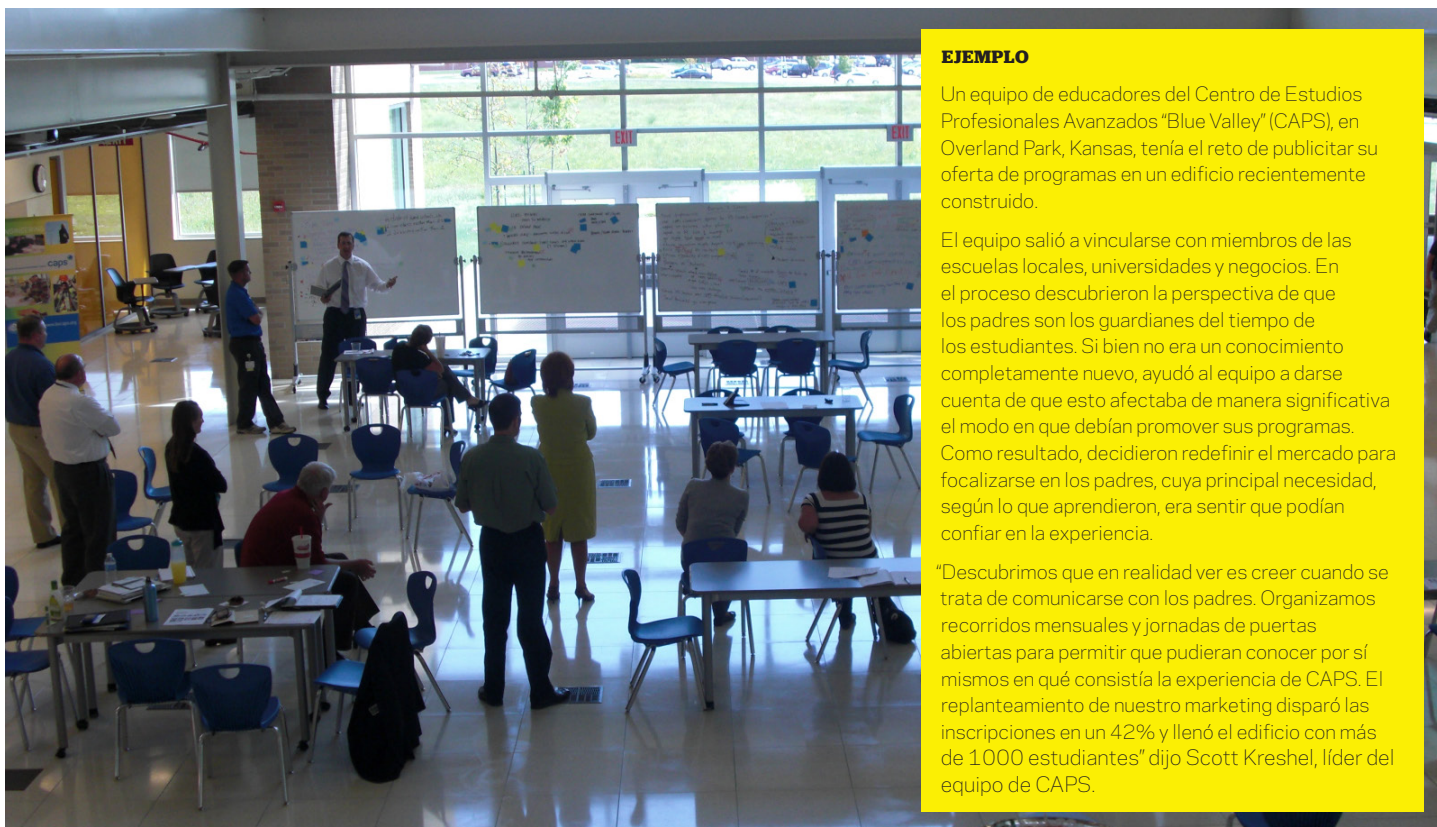 EXIT
EXIT
caps
EJEMPLO
Un equipo de educadores del Centro de Estudios
Profesionales Avanzados “Blue Valley” (CAPS), en
Overland Park, Kansas, tenía el reto de publicitar su
oferta de programas en un edificio recientemente
construido.
El equipo salió a vincularse con miembros de las
escuelas locales, universidades y negocios. En
el proceso descubrieron la perspectiva de que
los padres son los guardianes del tiempo de
los estudiantes. Si bien no era un conocimiento
completamente nuevo, ayudó al equipo a darse
cuenta de que esto afectaba de manera significativa
el modo en que debían promover sus programas.
Como resultado, decidieron redefinir el mercado para
focalizarse en los padres, cuya principal necesidad,
según lo que aprendieron, era sentir que podían
confiar en la experiencia.
“Descubrimos que en realidad ver es creer cuando se
trata de comunicarse con los padres. Organizamos
recorridos mensuales y jornadas de puertas
abiertas para permitir que pudieran conocer por sí
mismos en qué consistía la experiencia de CAPS. El
replanteamiento de nuestro marketing disparó las
inscripciones en un 42% y llenó el edificio con más
de 1000 estudiantes” dijo Scott Kreshel, líder del
equipo de CAPS.